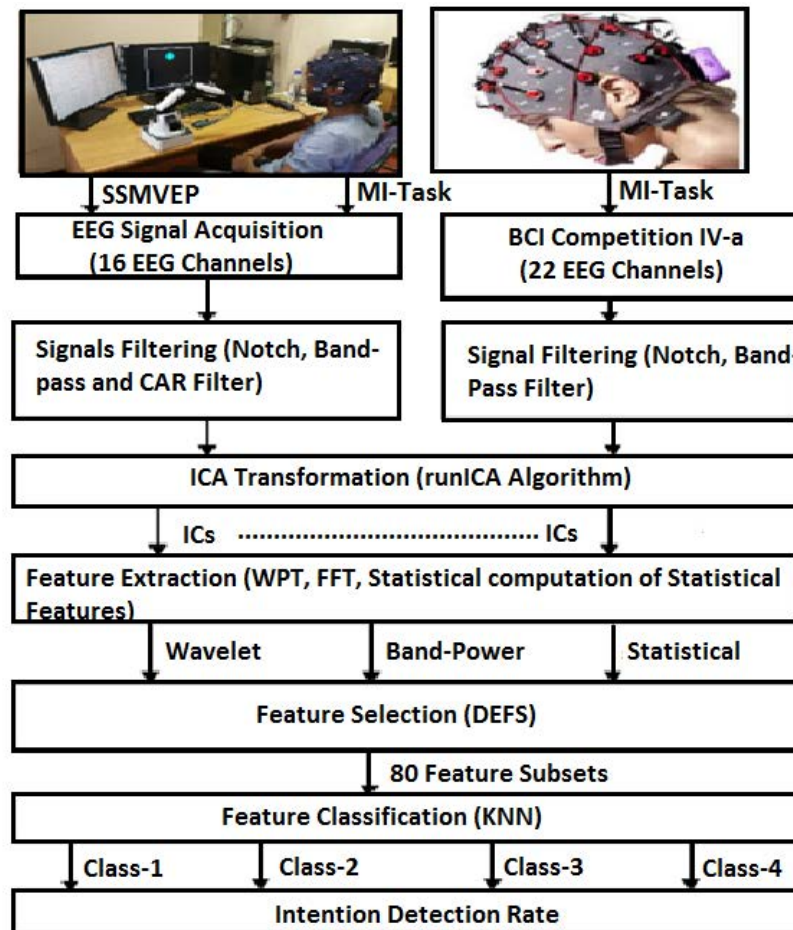 SSMVEP
MI-Task
MI-Task
EEG Signal Acquisition
(16 EEG Channels)
BCI Competition IV-a
(22 EEG Channels)
Signals Filtering (Notch, Band-
pass and CAR Filter)
Signal Filtering (Notch, Band-
Pass Filter)
ICA Transformation (runICA Algorithm)
ICs ........................................... ICs
Feature Extraction (WPT, FFT, Statistical computation of Statistical
Features)
Wavelet
Band-Power
Statistical
Feature Selection (DEFS)
80 Feature Subsets
Feature Classification (KNN)
Class-1
Class-2
Class-3
Class-4
Intention Detection Rate